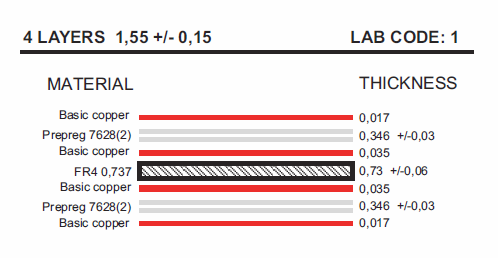 4 LAYERS 1,55 +/- 0,15 LAB CODE: 1
MATERIAL THICKNESS
Basic copper 0,017
Prepreg 7628(2) 0,346 +/-0,03
Basic copper 0,035
FR4 0,737 0,73 +/-0,06
Basic copper 0,035
Prepreg 7628(2) 0,346 +/-0,03
Basic copper 0,017